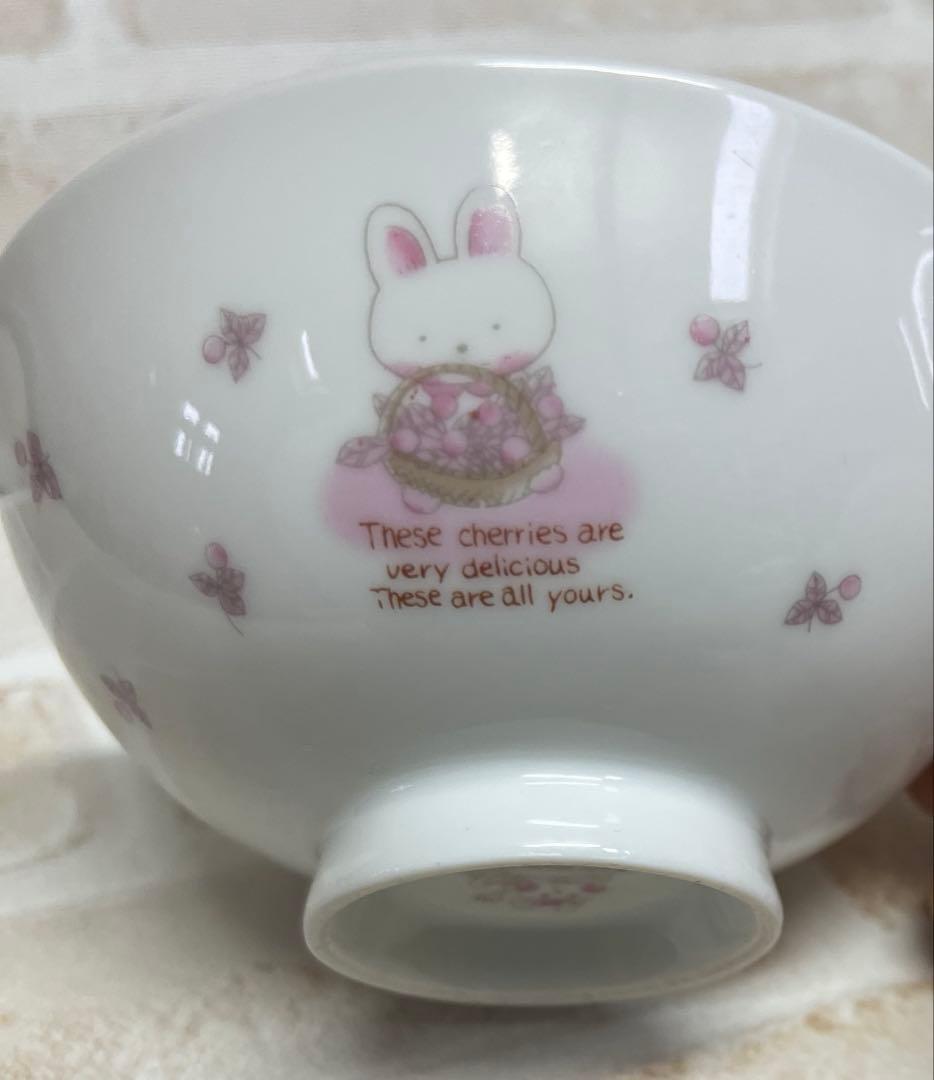 These cherries are
very delicious
These are all yours.